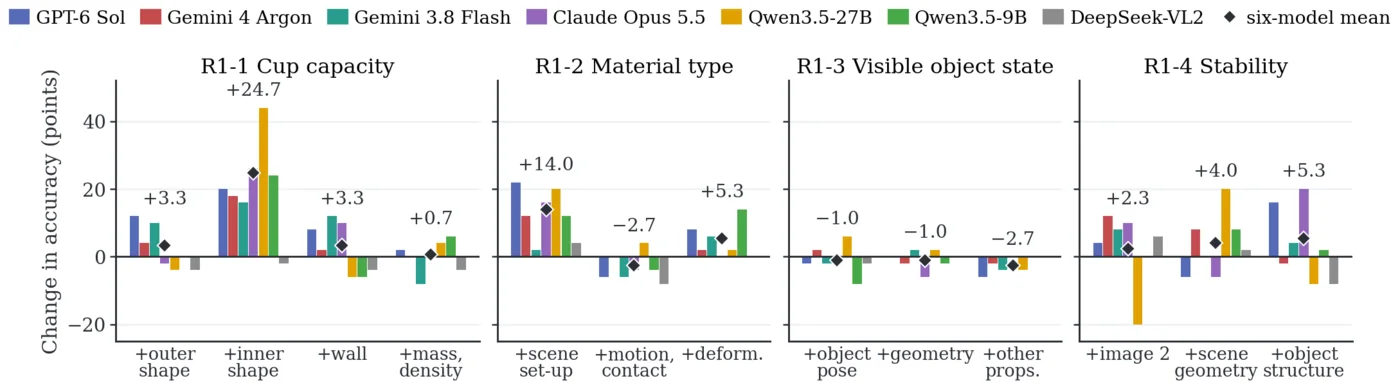 GPT-6 Sol Gemini 4 Argon Gemini 3.8 Flash Claude Opus 5.5 Qwen3.5-27B Qwen3.5-9B DeepSeek-VL2 six-model mean
Change in accuracy (points)
40
20
0
−20
R1-1 Cup capacity
+3.3
+24.7
+3.3
+0.7
+outer shape
+inner shape
+wall
+mass, density
R1-2 Material type
+14.0
−2.7
+5.3
+scene set-up
+motion, contact
+deform.
R1-3 Visible object state
−1.0
−1.0
−2.7
+object pose
+geometry
+other props.
R1-4 Stability
+2.3
+4.0
+5.3
+image 2
+scene geometry
+object structure